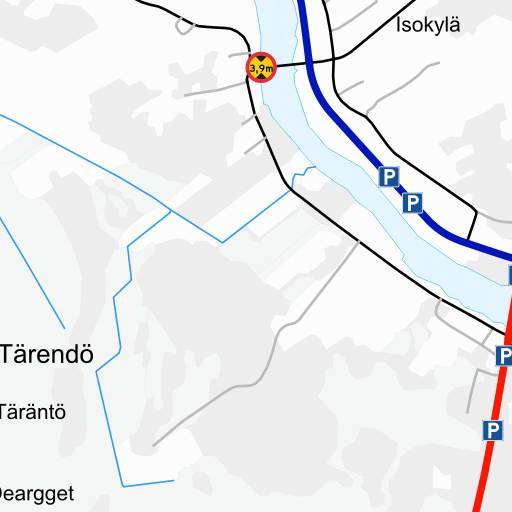 Isokylä
3,9m
P
P
P
Tärendö
Täräntö
Deargget
P